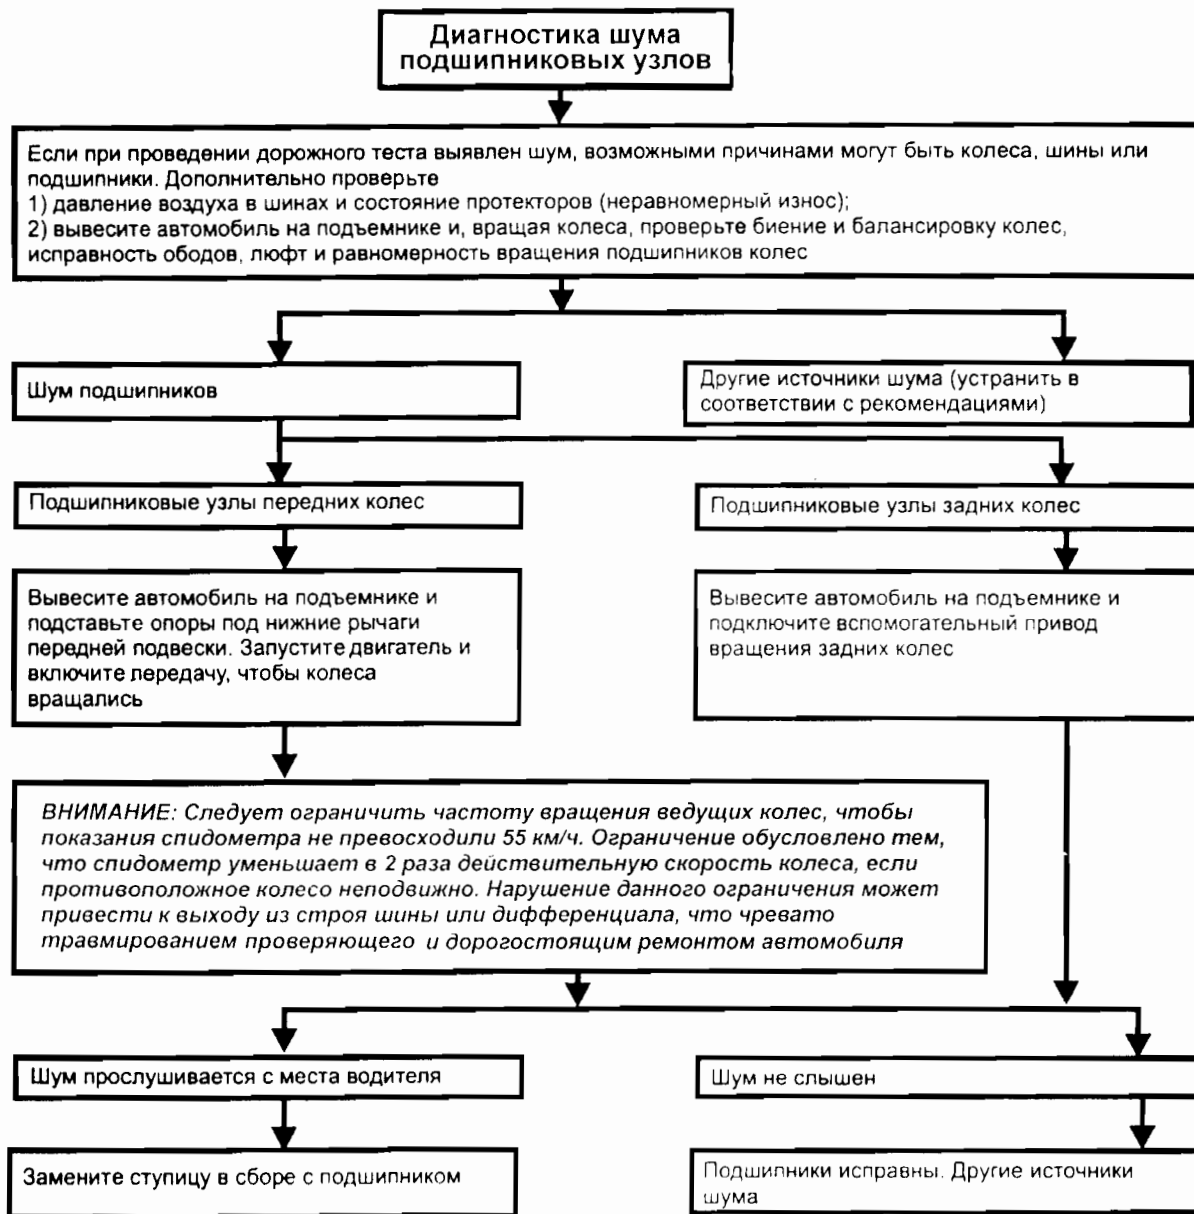 Диагностика шума
подшипниковых узлов
Если при проведении дорожного теста выявлен шум, возможными причинами могут быть колеса, шины или
подшипники. Дополнительно проверьте
1) давление воздуха в шинах и состояние протекторов (неравномерный износ);
2) вывесите автомобиль на подъемнике и, вращая колеса, проверьте биение и балансировку колес,
исправность ободов, люфт и равномерность вращения подшипников колес
Шум подшипников
Другие источники шума (устранить в
соответствии с рекомендациями)
Подшипниковые узлы передних колес
Подшипниковые узлы задних колес
Вывесите автомобиль на подъемнике и
подставьте опоры под нижние рычаги
передней подвески. Запустите двигатель и
включите передачу, чтобы колеса
вращались
Вывесите автомобиль на подъемнике и
подключите вспомогательный привод
вращения задних колес
ВНИМАНИЕ: Следует ограничить частоту вращения ведущих колес, чтобы
показания спидометра не превосходили 55 км/ч. Ограничение обусловлено тем,
что спидометр уменьшает в 2 раза действительную скорость колеса, если
противоположное колесо неподвижно. Нарушение данного ограничения может
привести к выходу из строя шины или дифференциала, что чревато
травмированием проверяющего и дорогостоящим ремонтом автомобиля
Шум прослушивается с места водителя
Шум не слышен
Замените ступицу в сборе с подшипником
Подшипники исправны. Другие источники
шума